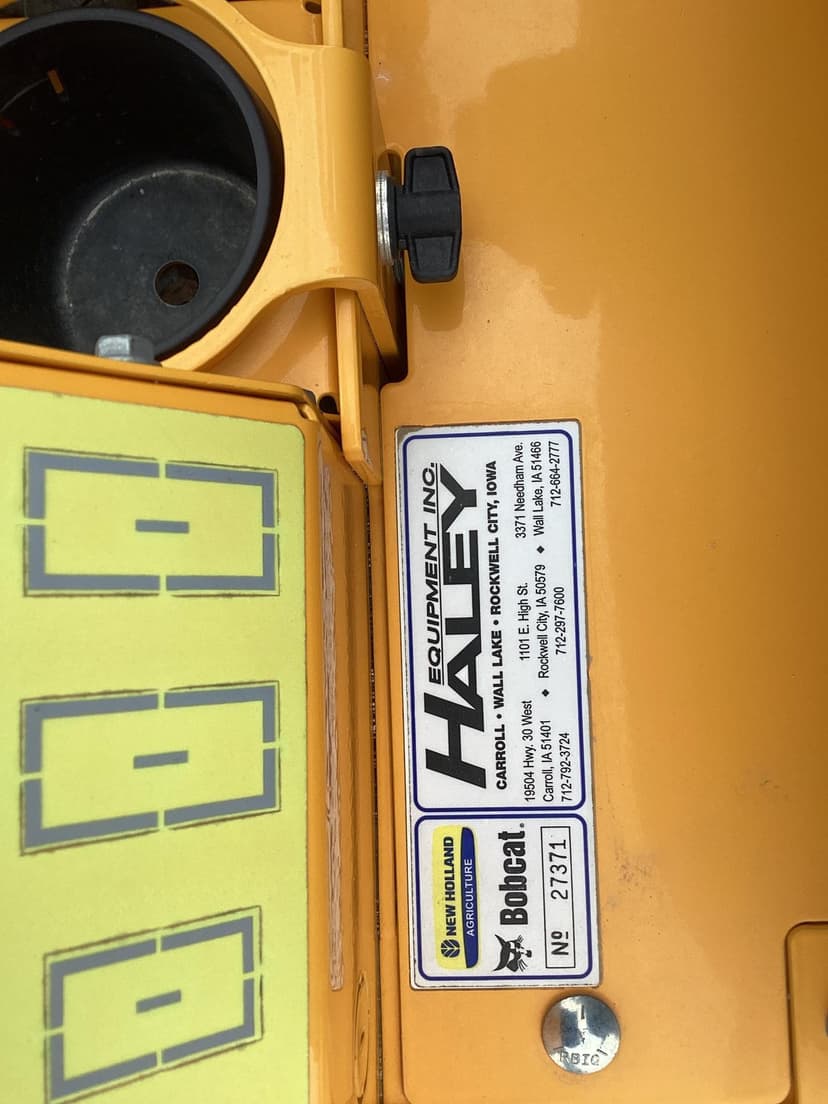 NEW HOLLAND
AGRICULTURE
Bobcat.
Nº 27371
EQUIPMENT INC.
HALEY
CARROLL • WALL LAKE • ROCKWELL CITY, IOWA
19504 Hwy. 30 West
Carroll, IA 51401
712-792-3724
1101 E. High St.
Rockwell City, IA 50579
712-297-7600
3371 Needham Ave.
Wall Lake, IA 51466
712-664-2777